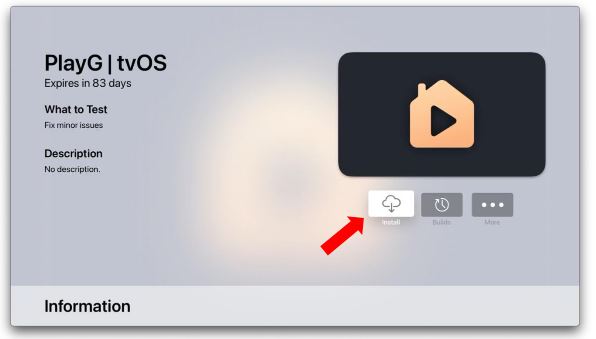 PlayG | tvOS
Expires in 83 days
What to Test
Fix minor issues
Description
No description.
Install
Builds
More
Information